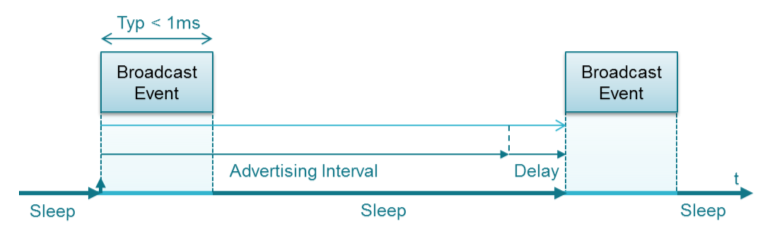 Typ < 1ms
Broadcast
Event
Broadcast
Event
Advertising Interval
Delay
t
Sleep
Sleep
Sleep